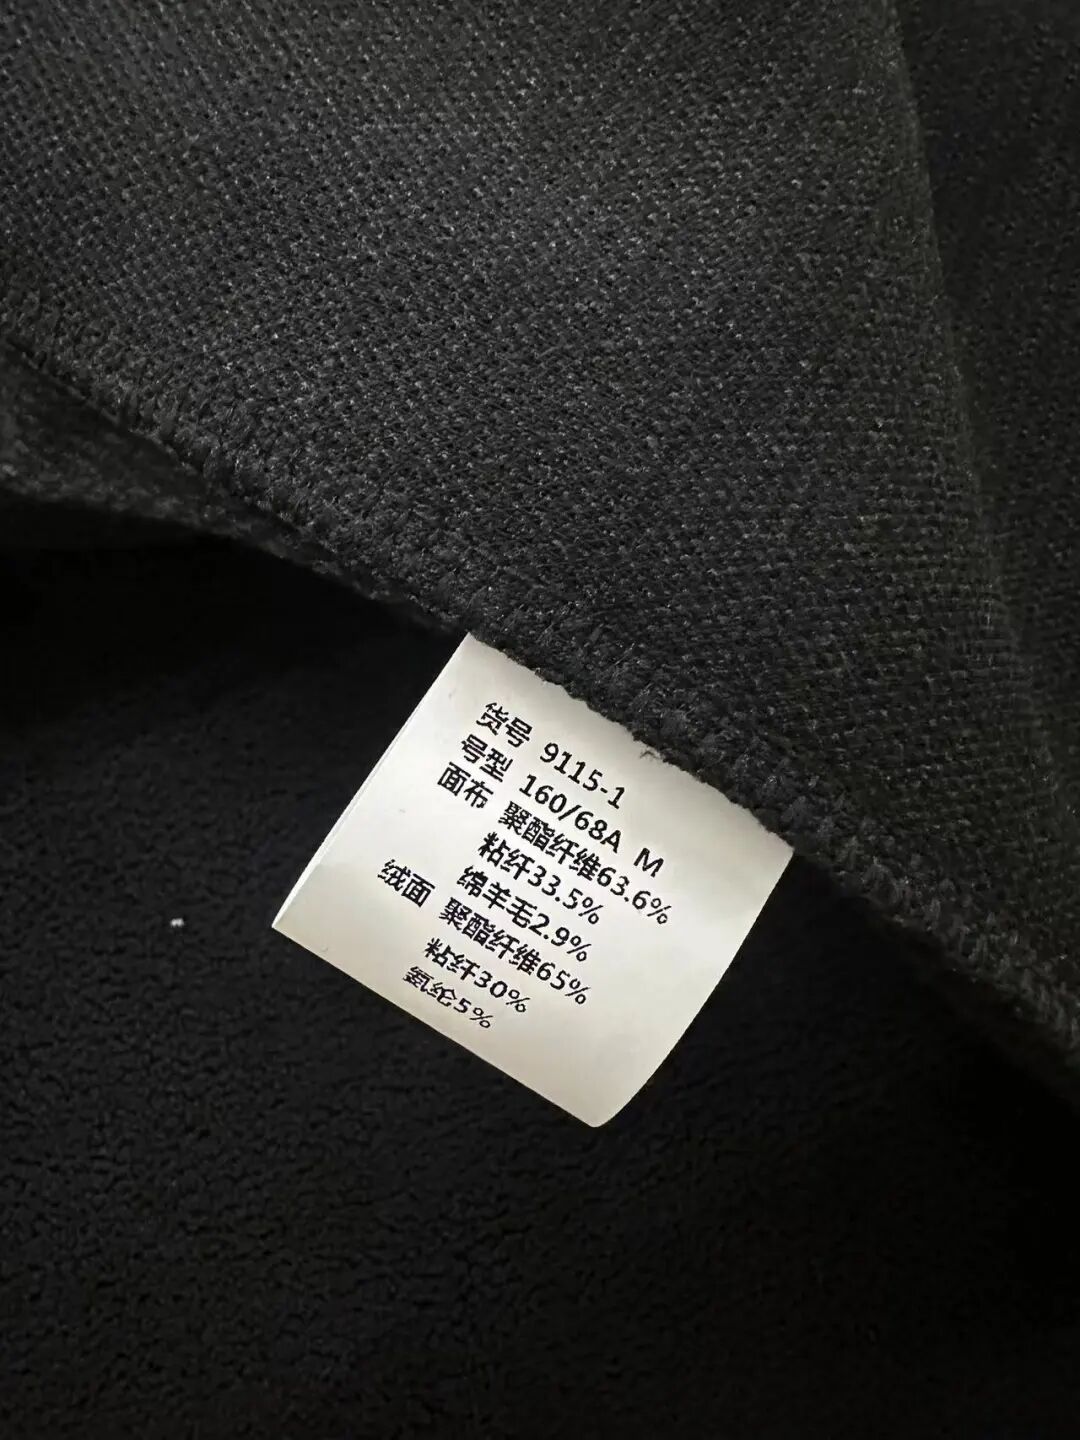 货号 9115-1
号型 160/68A M
面布 聚酯纤维63.6%
粘纤33.5%
绵羊毛2.9%
绒面 聚酯纤维65%
粘纤30%
氨纶5%